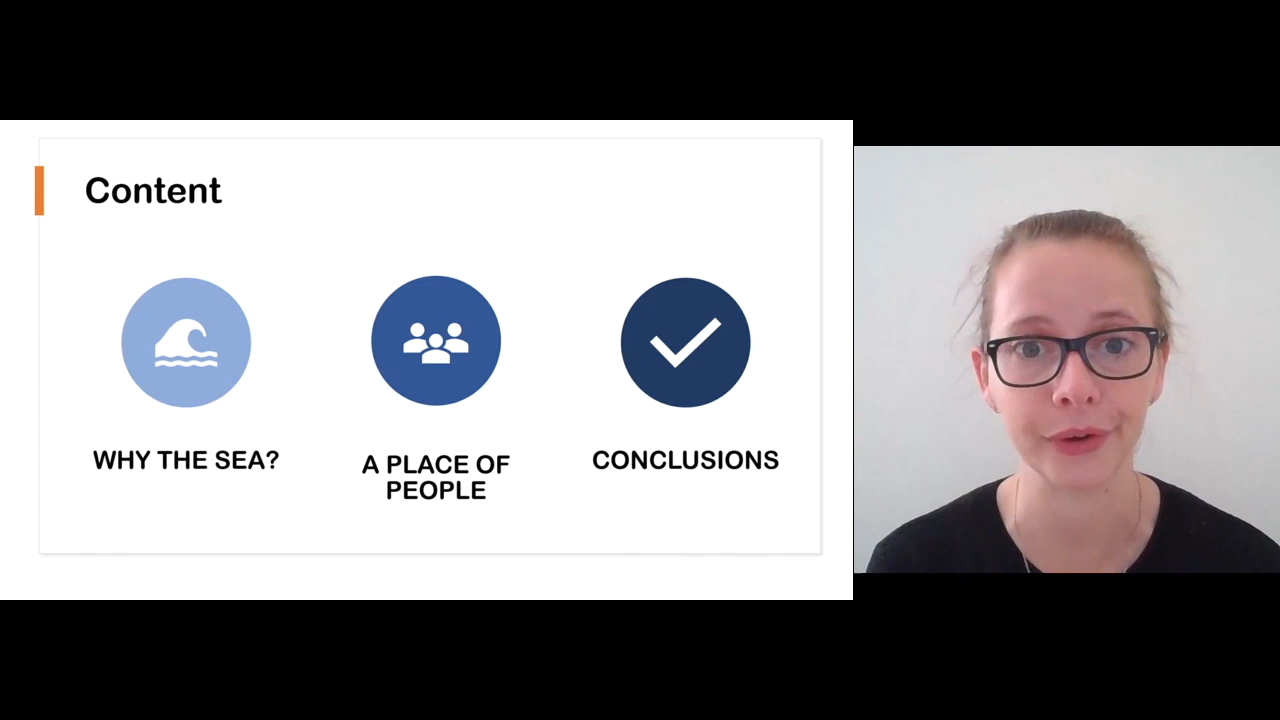 Content
WHY THE SEA?
A PLACE OF
PEOPLE
CONCLUSIONS